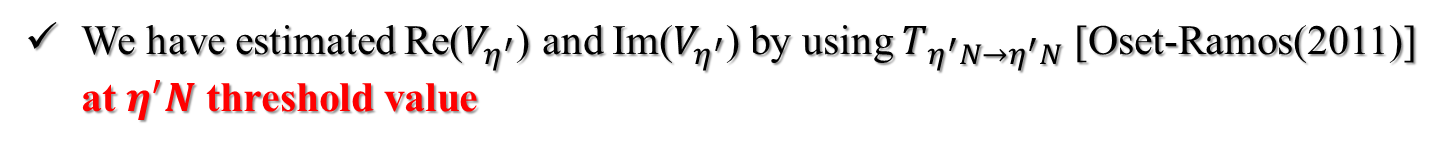 ✓ We have estimated Re(V_η′) and Im(V_η′) by using T_η′N→η′N [Oset-Ramos(2011)]
at η′N threshold value